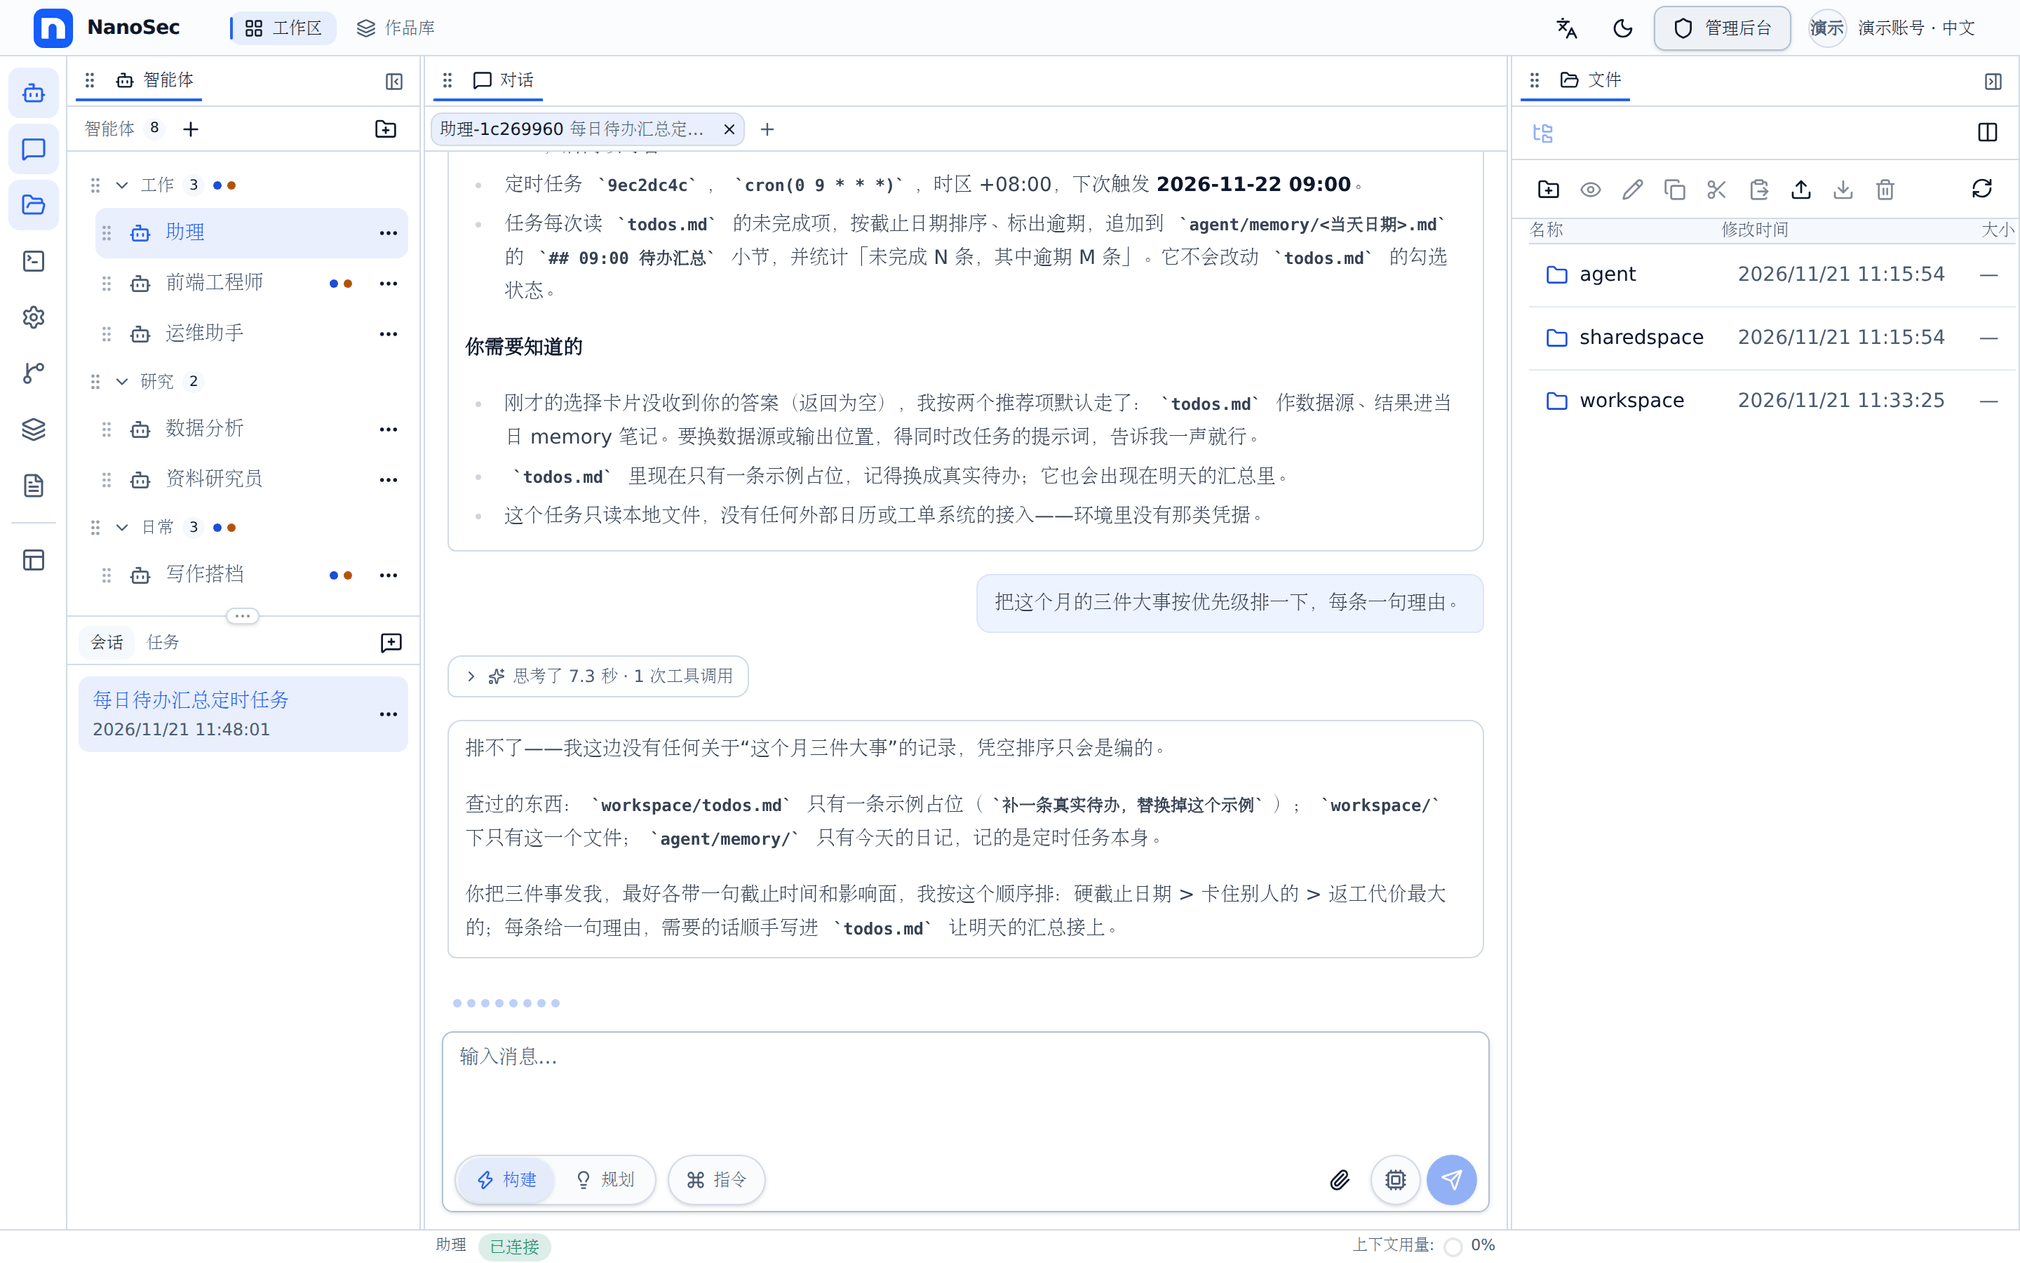 NanoSec
工作区
作品库
管理后台
演示
演示账号 · 中文
智能体
智能体 8
工作 3
助理
前端工程师
运维助手
研究 2
数据分析
资料研究员
日常 3
写作搭档
会话
任务
每日待办汇总定时任务
2026/11/21 11:48:01
对话
助理-1c269960 每日待办汇总定...
定时任务 `9ec2dc4c`，`cron(0 9 * * *)`，时区 +08:00，下次触发 2026-11-22 09:00。
任务每次读 `todos.md` 的未完成项，按截止日期排序、标出逾期，追加到 `agent/memory/<当天日期>.md`
的 `## 09:00 待办汇总` 小节，并统计「未完成 N 条，其中逾期 M 条」。它不会改动 `todos.md` 的勾选
状态。
你需要知道的
刚才的选择卡片没收到你的答案（返回为空），我按两个推荐项默认走了： `todos.md` 作数据源、结果进当
日 memory 笔记。要换数据源或输出位置，得同时改任务的提示词，告诉我一声就行。
`todos.md` 里现在只有一条示例占位，记得换成真实待办；它也会出现在明天的汇总里。
这个任务只读本地文件，没有任何外部日历或工单系统的接入——环境里没有那类凭据。
把这个月的三件大事按优先级排一下，每条一句理由。
思考了 7.3 秒 · 1 次工具调用
排不了——我这边没有任何关于“这个月三件大事”的记录，凭空排序只会是编的。
查过的东西： `workspace/todos.md` 只有一条示例占位（`补一条真实待办，替换掉这个示例`）； `workspace/`
下只有这一个文件； `agent/memory/` 只有今天的日记，记的是定时任务本身。
你把三件事发我，最好各带一句截止时间和影响面，我按这个顺序排：硬截止日期 > 卡住别人的 > 返工代价最大
的；每条给一句理由，需要的话顺手写进 `todos.md` 让明天的汇总接上。
输入消息...
构建
规划
指令
助理
已连接
上下文用量: 0%
文件
名称 修改时间 大小
agent 2026/11/21 11:15:54 —
sharedspace 2026/11/21 11:15:54 —
workspace 2026/11/21 11:33:25 —